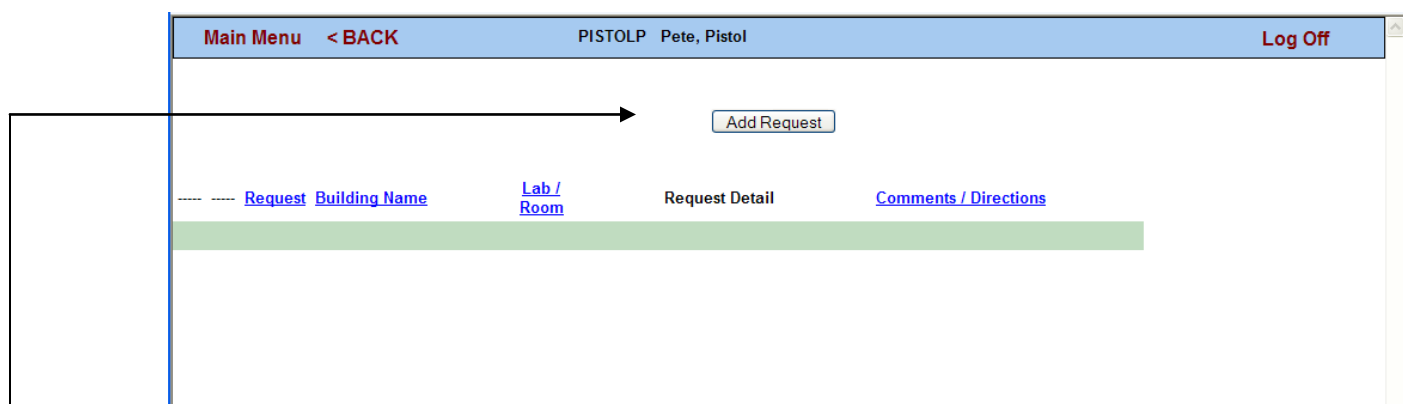 Main Menu < BACK PISTOLP Pete, Pistol Log Off
Add Request
----- ----- Request Building Name Lab / Room Request Detail Comments / Directions